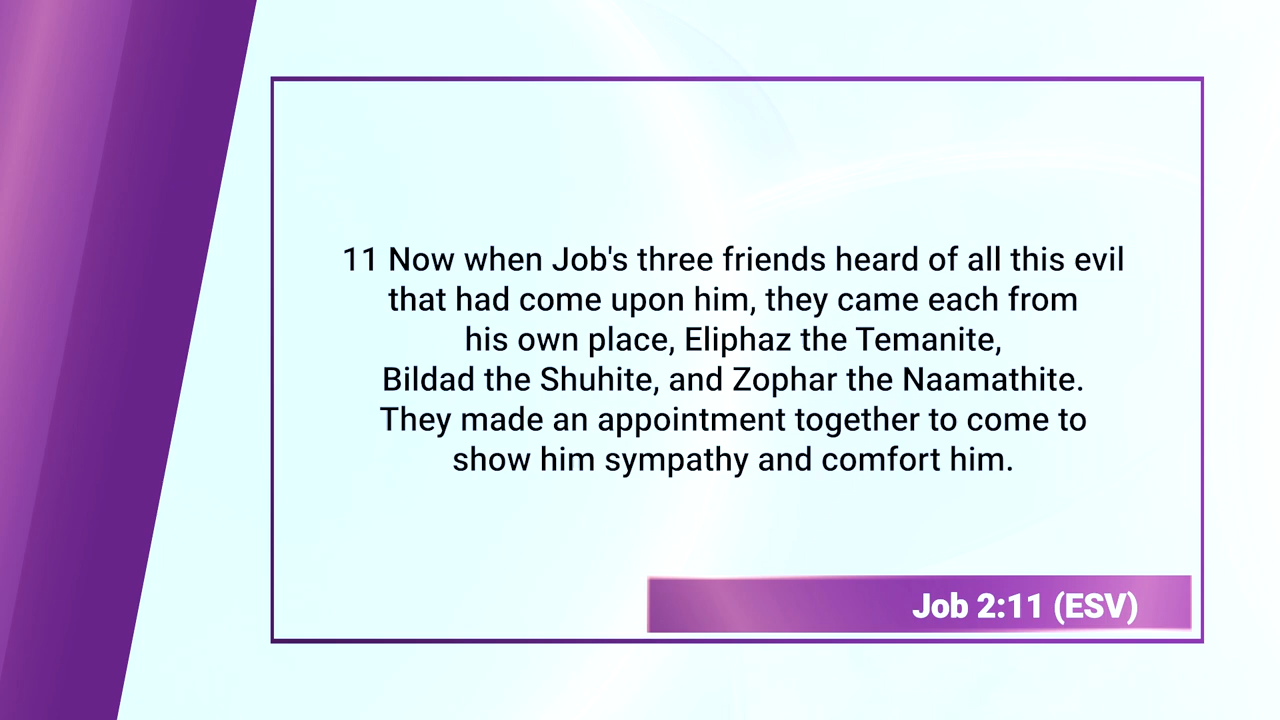 11 Now when Job's three friends heard of all this evil
that had come upon him, they came each from
his own place, Eliphaz the Temanite,
Bildad the Shuhite, and Zophar the Naamathite.
They made an appointment together to come to
show him sympathy and comfort him.
Job 2:11 (ESV)